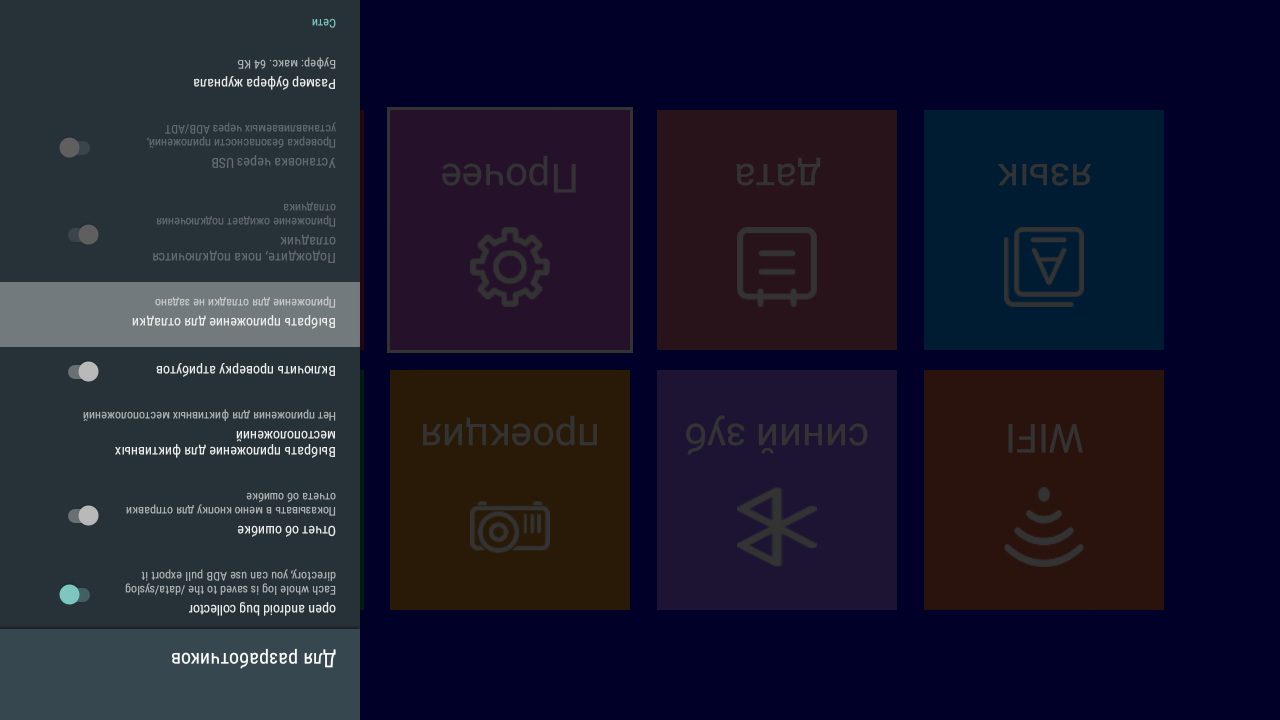 Для разработчиков
open android bug collector
Each whole log is saved to the /data/syslog
directory, you can use ADB pull export it
Отчет об ошибке
Показывать в меню кнопку для отправки
отчета об ошибке
Выбрать приложение для фиктивных
местоположений
Нет приложения для фиктивных местоположений
Включить проверку атрибутов
Выбрать приложение для отладки
Приложение для отладки не задано
Подождите, пока подключится
отладчик
Приложение ожидает подключения
отладчика
Установка через USB
Проверка безопасности приложений,
устанавливаемых через ADB/ADT
Размер буфера журнала
Буфер: макс. 64 КБ
Сети
WIFI
синий зуб
проекция
язык
дата
Прочее